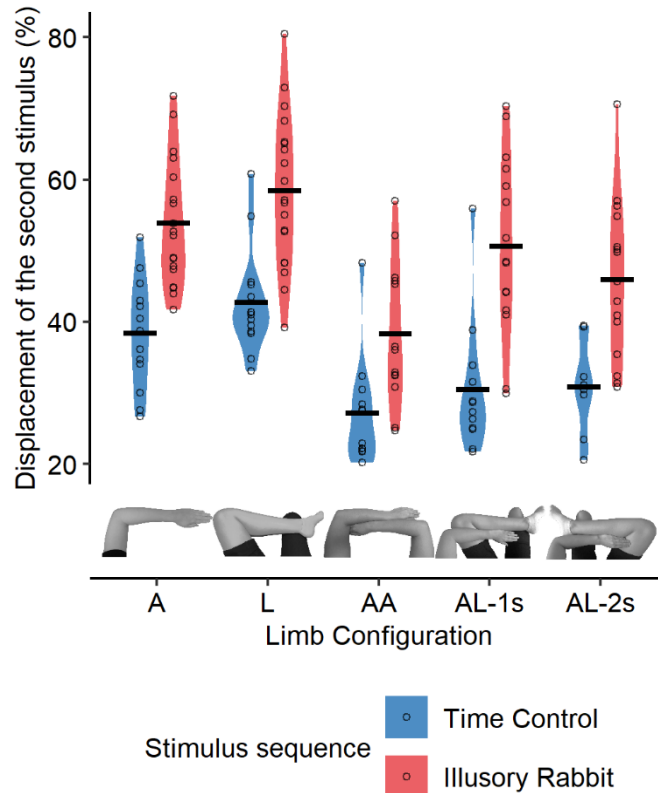 Displacement of the second stimulus (%)
80
60
40
20
A L AA AL-1s AL-2s
Limb Configuration
Stimulus sequence
Time Control
Illusory Rabbit